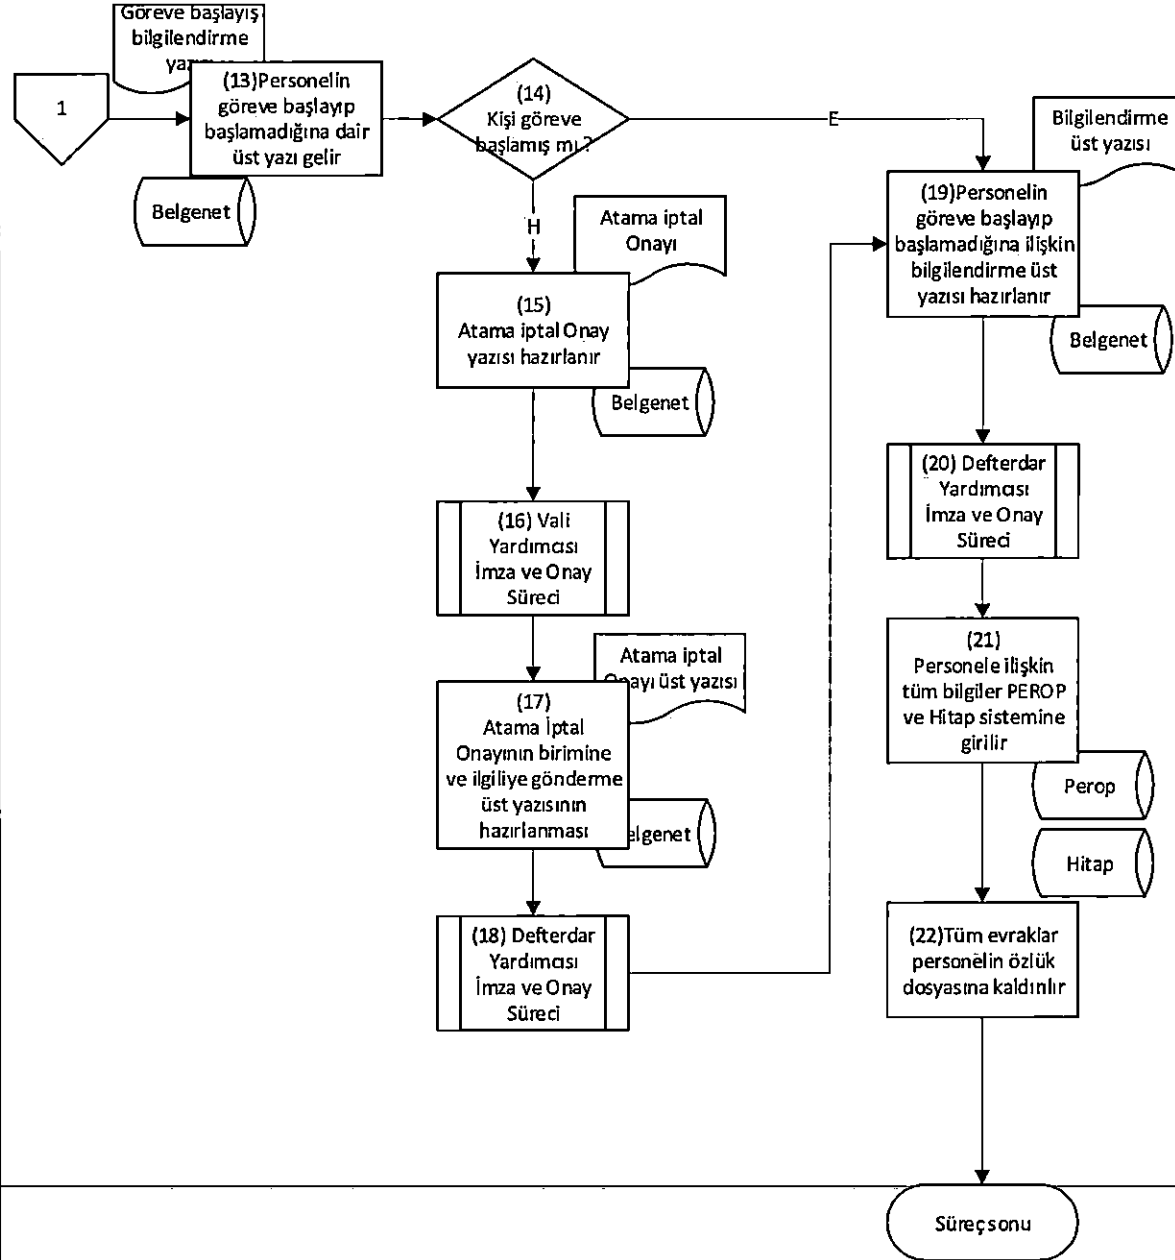 Göreve başlayış
bilgilendirme
1
(13)Personelin
göreve başlayıp
başlamadığına dair
üst yazı gelir
Belgenet
(14)
Kişi göreve
başlamış mı?
E
H
Atama iptal
Onayı
(15)
Atama iptal Onay
yazısı hazırlanır
Belgenet
(16) Vali
Yardımcısı
İmza ve Onay
Süreci
Atama iptal
Onayı üst yazısı
(17)
Atama İptal
Onayının birimine
ve ilgiliye gönderme
üst yazısının
hazırlanması
Belgenet
(18) Defterdar
Yardımcısı
İmza ve Onay
Süreci
Bilgilendirme
üst yazısı
(19)Personelin
göreve başlayıp
başlamadığına ilişkin
bilgilendirme üst
yazısı hazırlanır
Belgenet
(20) Defterdar
Yardımcısı
İmza ve Onay
Süreci
(21)
Personele ilişkin
tüm bilgiler PEROP
ve Hitap sistemine
girilir
Perop
Hitap
(22)Tüm evraklar
personelin özlük
dosyasına kaldırılır
Süreç sonu